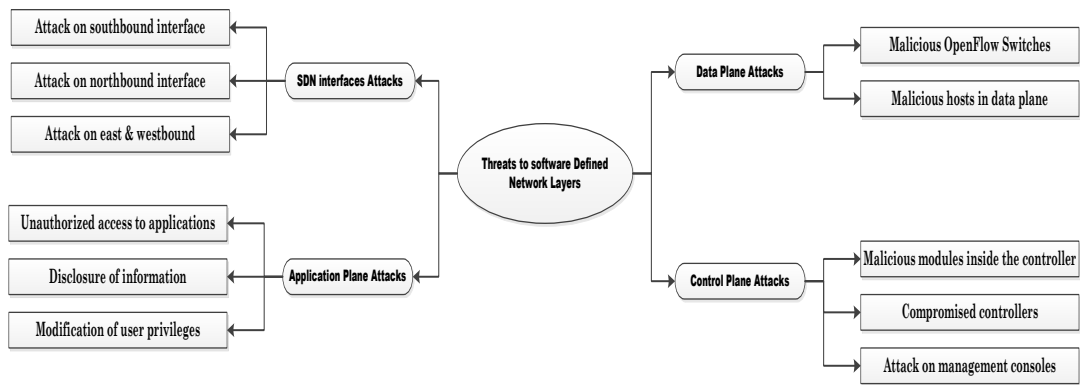 Attack on southbound interface
Attack on northbound interface
Attack on east & westbound
SDN interfaces Attacks
Unauthorized access to applications
Disclosure of information
Modification of user privileges
Application Plane Attacks
Threats to software Defined
Network Layers
Data Plane Attacks
Malicious OpenFlow Switches
Malicious hosts in data plane
Control Plane Attacks
Malicious modules inside the controller
Compromised controllers
Attack on management consoles